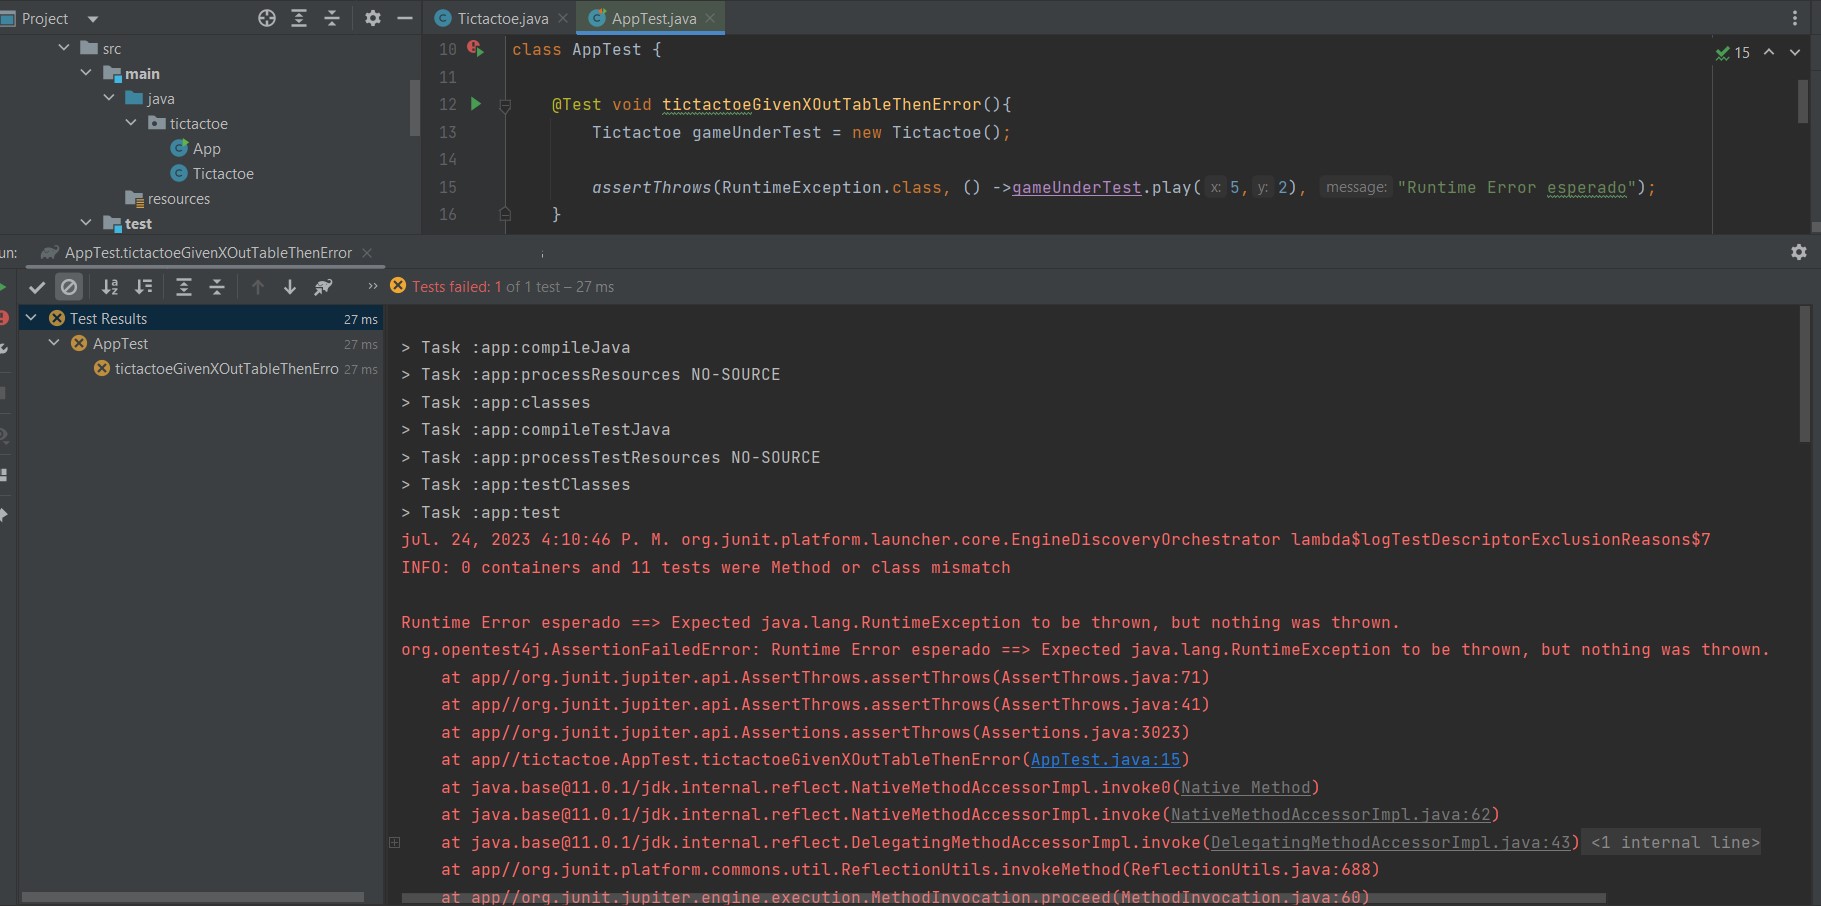 Project
Tictactoe.java
AppTest.java
src
main
java
tictactoe
App
Tictactoe
resources
test
10 class AppTest {
11
12 @Test void tictactoeGivenXOutTableThenError(){
13 Tictactoe gameUnderTest = new Tictactoe();
14
15 assertThrows(RuntimeException.class, () ->gameUnderTest.play( x: 5, y: 2), message: "Runtime Error esperado");
16 }
15
un: AppTest.tictactoeGivenXOutTableThenError
Tests failed: 1 of 1 test – 27 ms
Test Results 27 ms
AppTest 27 ms
tictactoeGivenXOutTableThenErro 27 ms
> Task :app:compileJava
> Task :app:processResources NO-SOURCE
> Task :app:classes
> Task :app:compileTestJava
> Task :app:processTestResources NO-SOURCE
> Task :app:testClasses
> Task :app:test
jul. 24, 2023 4:10:46 P. M. org.junit.platform.launcher.core.EngineDiscoveryOrchestrator lambda$logTestDescriptorExclusionReasons$7
INFO: 0 containers and 11 tests were Method or class mismatch
Runtime Error esperado ==> Expected java.lang.RuntimeException to be thrown, but nothing was thrown.
org.opentest4j.AssertionFailedError: Runtime Error esperado ==> Expected java.lang.RuntimeException to be thrown, but nothing was thrown.
at app//org.junit.jupiter.api.AssertThrows.assertThrows(AssertThrows.java:71)
at app//org.junit.jupiter.api.AssertThrows.assertThrows(AssertThrows.java:41)
at app//org.junit.jupiter.api.Assertions.assertThrows(Assertions.java:3023)
at app//tictactoe.AppTest.tictactoeGivenXOutTableThenError(AppTest.java:15)
at java.base@11.0.1/jdk.internal.reflect.NativeMethodAccessorImpl.invoke0(Native Method)
at java.base@11.0.1/jdk.internal.reflect.NativeMethodAccessorImpl.invoke(NativeMethodAccessorImpl.java:62)
at java.base@11.0.1/jdk.internal.reflect.DelegatingMethodAccessorImpl.invoke(DelegatingMethodAccessorImpl.java:43) <1 internal line>
at app//org.junit.platform.commons.util.ReflectionUtils.invokeMethod(ReflectionUtils.java:688)
at app//org.junit.jupiter.engine.execution.MethodInvocation.proceed(MethodInvocation.java:60)